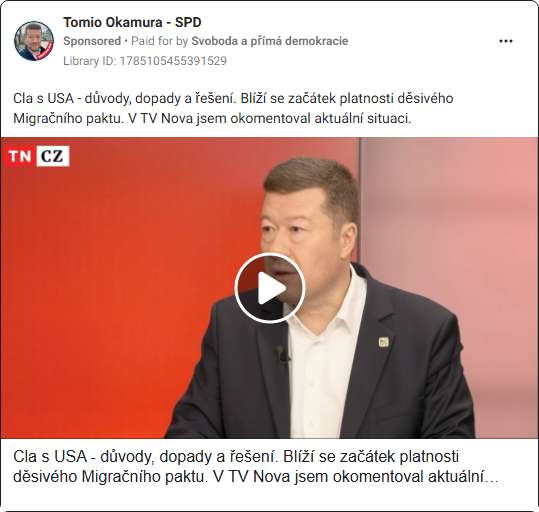 Tomio Okamura - SPD
Sponsored • Paid for by Svoboda a přímá demokracie
Library ID: 1785105455391529
Cla s USA - důvody, dopady a řešení. Blíží se začátek platnosti děsivého
Migračního paktu. V TV Nova jsem okomentoval aktuální situaci.
TN CZ
Cla s USA - důvody, dopady a řešení. Blíží se začátek platnosti
děsivého Migračního paktu. V TV Nova jsem okomentoval aktuální…